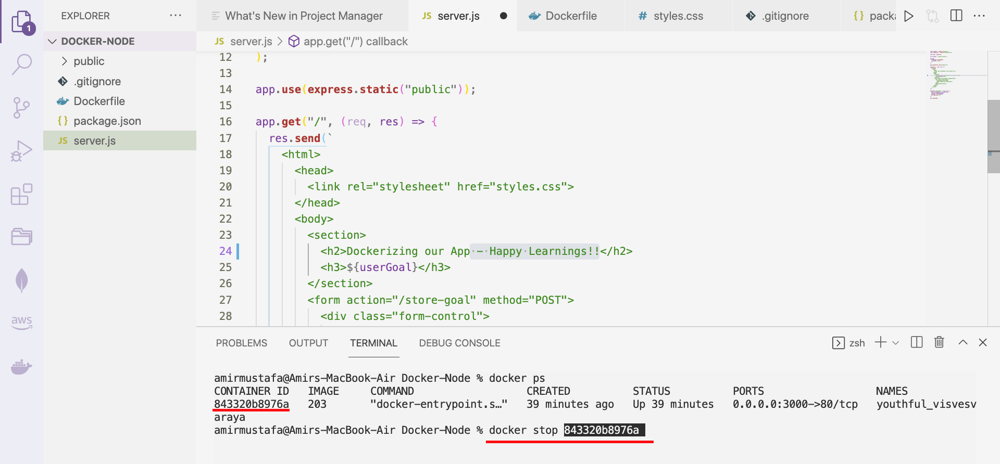 EXPLORER ···
What's New in Project Manager
JS server.js
Dockerfile
# styles.css
.gitignore
{} packa
1
DOCKER-NODE
public
.gitignore
Dockerfile
{} package.json
JS server.js
aws
JS server.js > app.get("/") callback
12 );
13
14 app.use(express.static("public"));
15
16 app.get("/", (req, res) => {
17 res.send(`
18 <html>
19 <head>
20 <link rel="stylesheet" href="styles.css">
21 </head>
22 <body>
23 <section>
24 <h2>Dockerizing our App - Happy Learnings!!</h2>
25 <h3>${userGoal}</h3>
26 </section>
27 <form action="/store-goal" method="POST">
28 <div class="form-control">
PROBLEMS OUTPUT TERMINAL DEBUG CONSOLE
zsh
amirmustafa@Amirs-MacBook-Air Docker-Node % docker ps
CONTAINER ID IMAGE COMMAND CREATED STATUS PORTS NAMES
843320b8976a 203 "docker-entrypoint.s…" 39 minutes ago Up 39 minutes 0.0.0.0:3000->80/tcp youthful_visvesv
araya
amirmustafa@Amirs-MacBook-Air Docker-Node % docker stop 843320b8976a